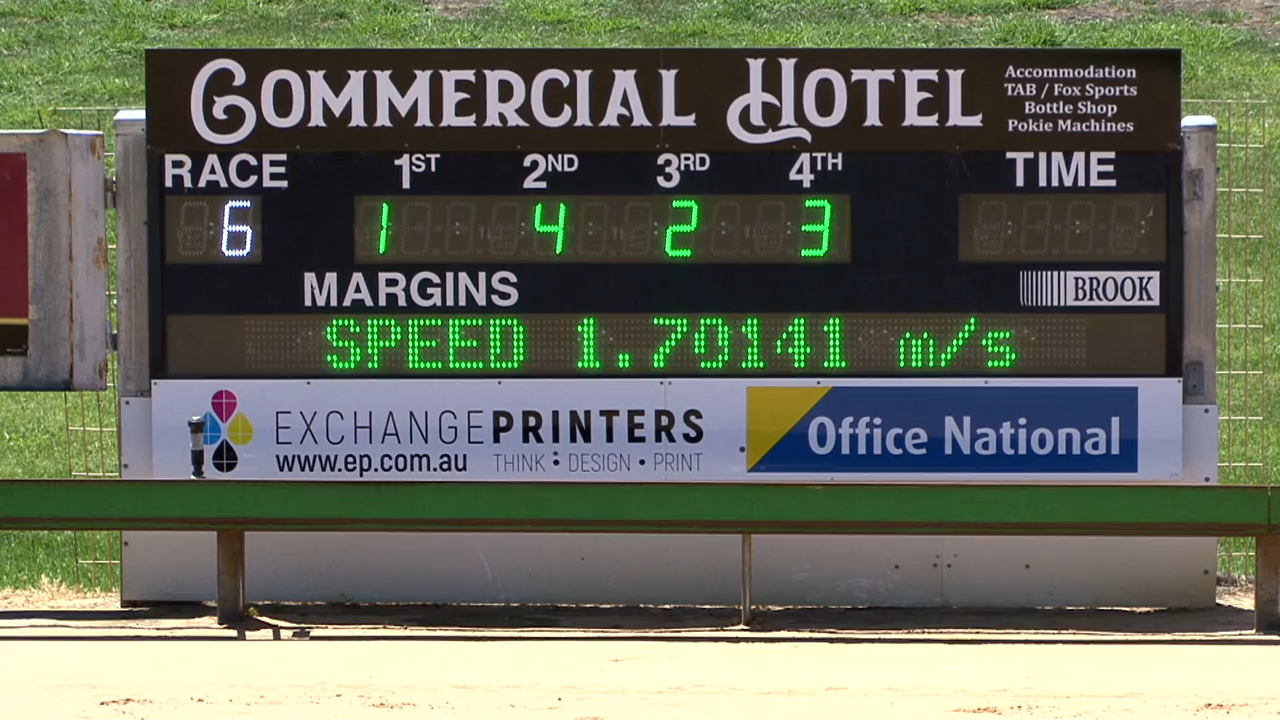 COMMERCIAL HOTEL
Accommodation
TAB / Fox Sports
Bottle Shop
Pokie Machines
RACE 1ST 2ND 3RD 4TH TIME
6 1 4 2 3
MARGINS
BROOK
SPEED 1.70141 m/s
EXCHANGEPRINTERS
www.ep.com.au THINK • DESIGN • PRINT
Office National